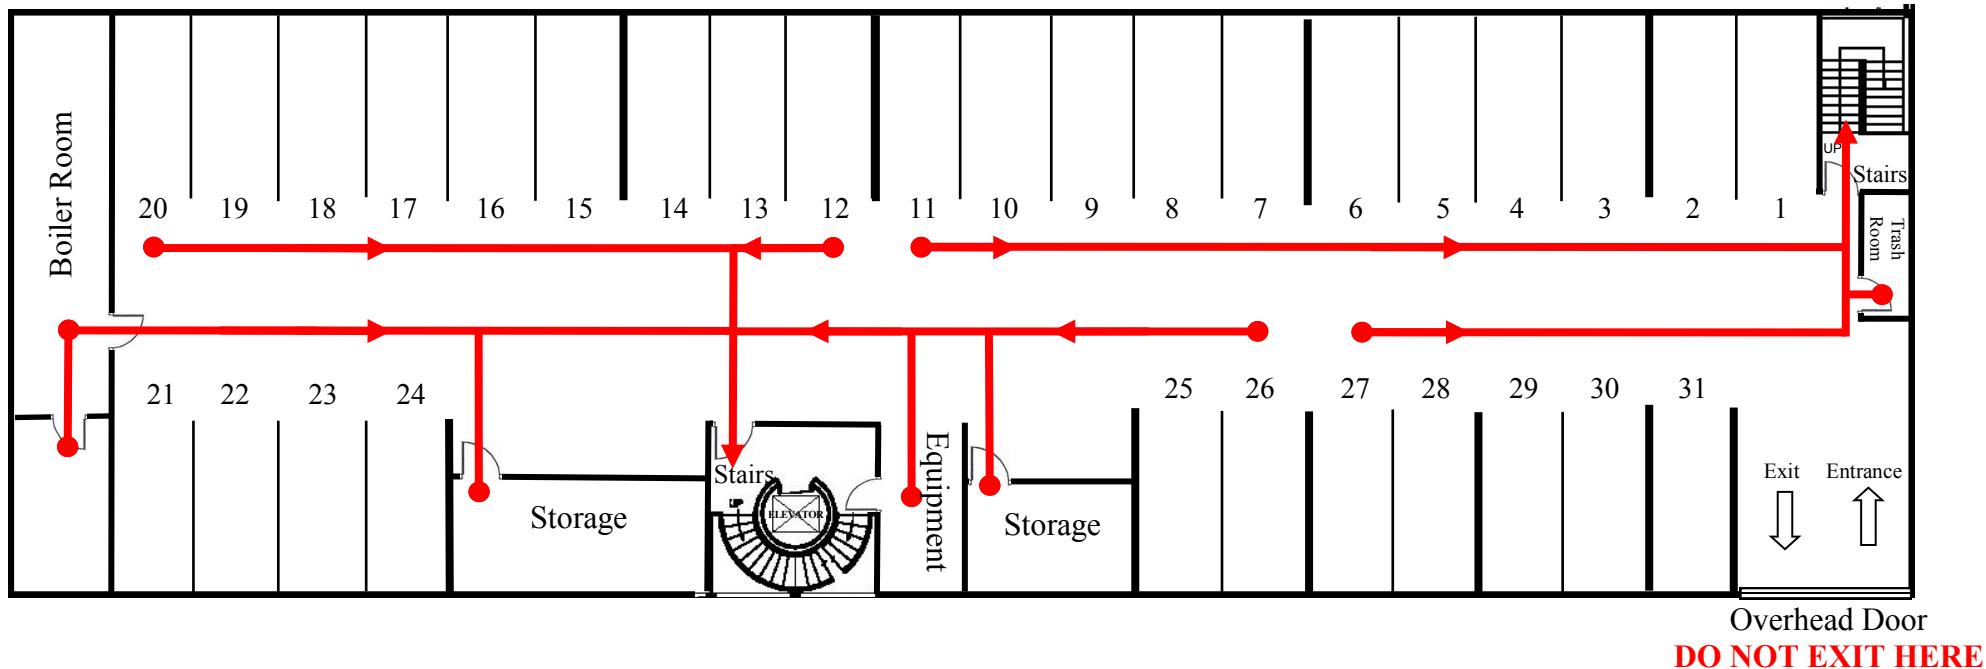 Boiler Room
20 19 18 17 16 15 14 13 12 11 10 9 8 7 6 5 4 3 2 1
UP
Stairs
Trash
Room
21 22 23 24
25 26 27 28 29 30 31
Storage
Stairs
UP
ELEVATOR
Equipment
Storage
Exit Entrance
Overhead Door
DO NOT EXIT HERE